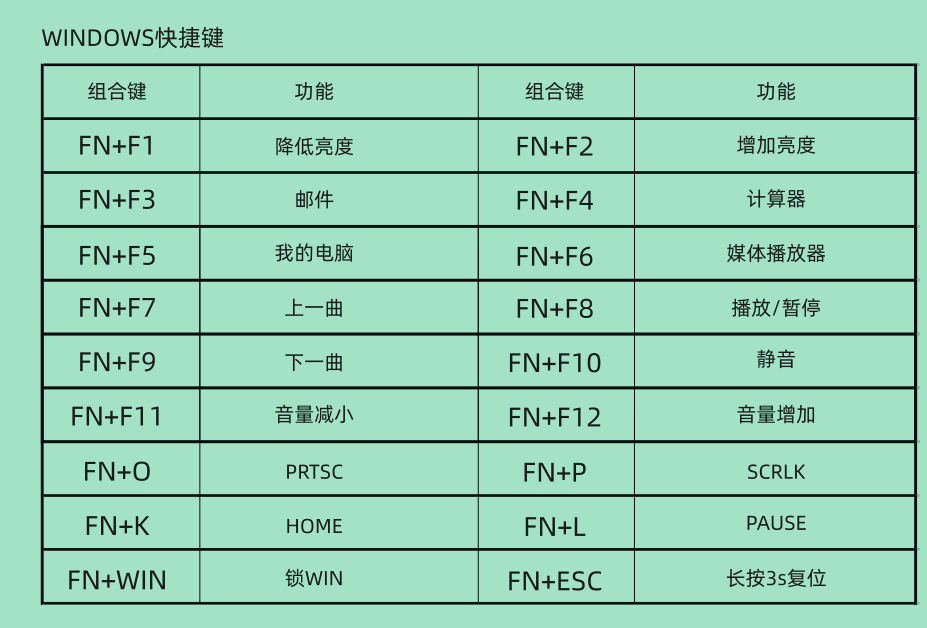 WINDOWS快捷键
组合键 功能 组合键 功能
FN+F1 降低亮度 FN+F2 增加亮度
FN+F3 邮件 FN+F4 计算器
FN+F5 我的电脑 FN+F6 媒体播放器
FN+F7 上一曲 FN+F8 播放/暂停
FN+F9 下一曲 FN+F10 静音
FN+F11 音量减小 FN+F12 音量增加
FN+O PRTSC FN+P SCRLK
FN+K HOME FN+L PAUSE
FN+WIN 锁WIN FN+ESC 长按3s复位